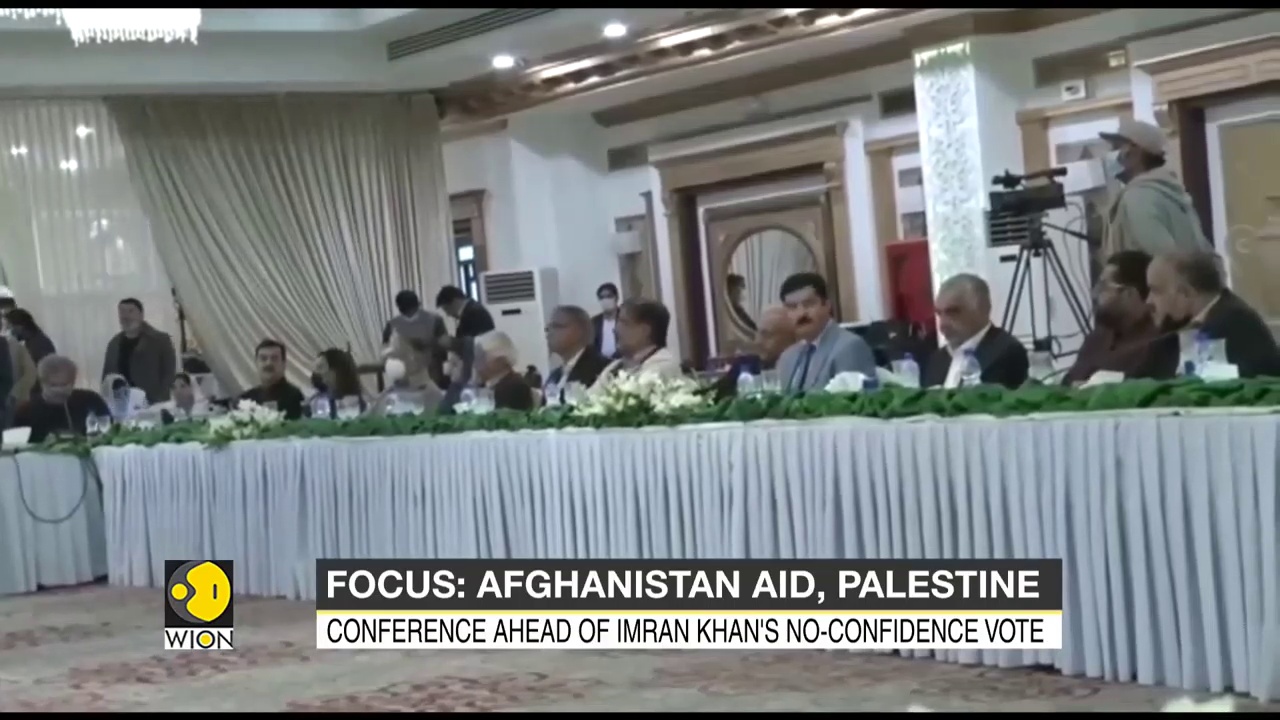 FOCUS: AFGHANISTAN AID, PALESTINE
CONFERENCE AHEAD OF IMRAN KHAN'S NO-CONFIDENCE VOTE
WION